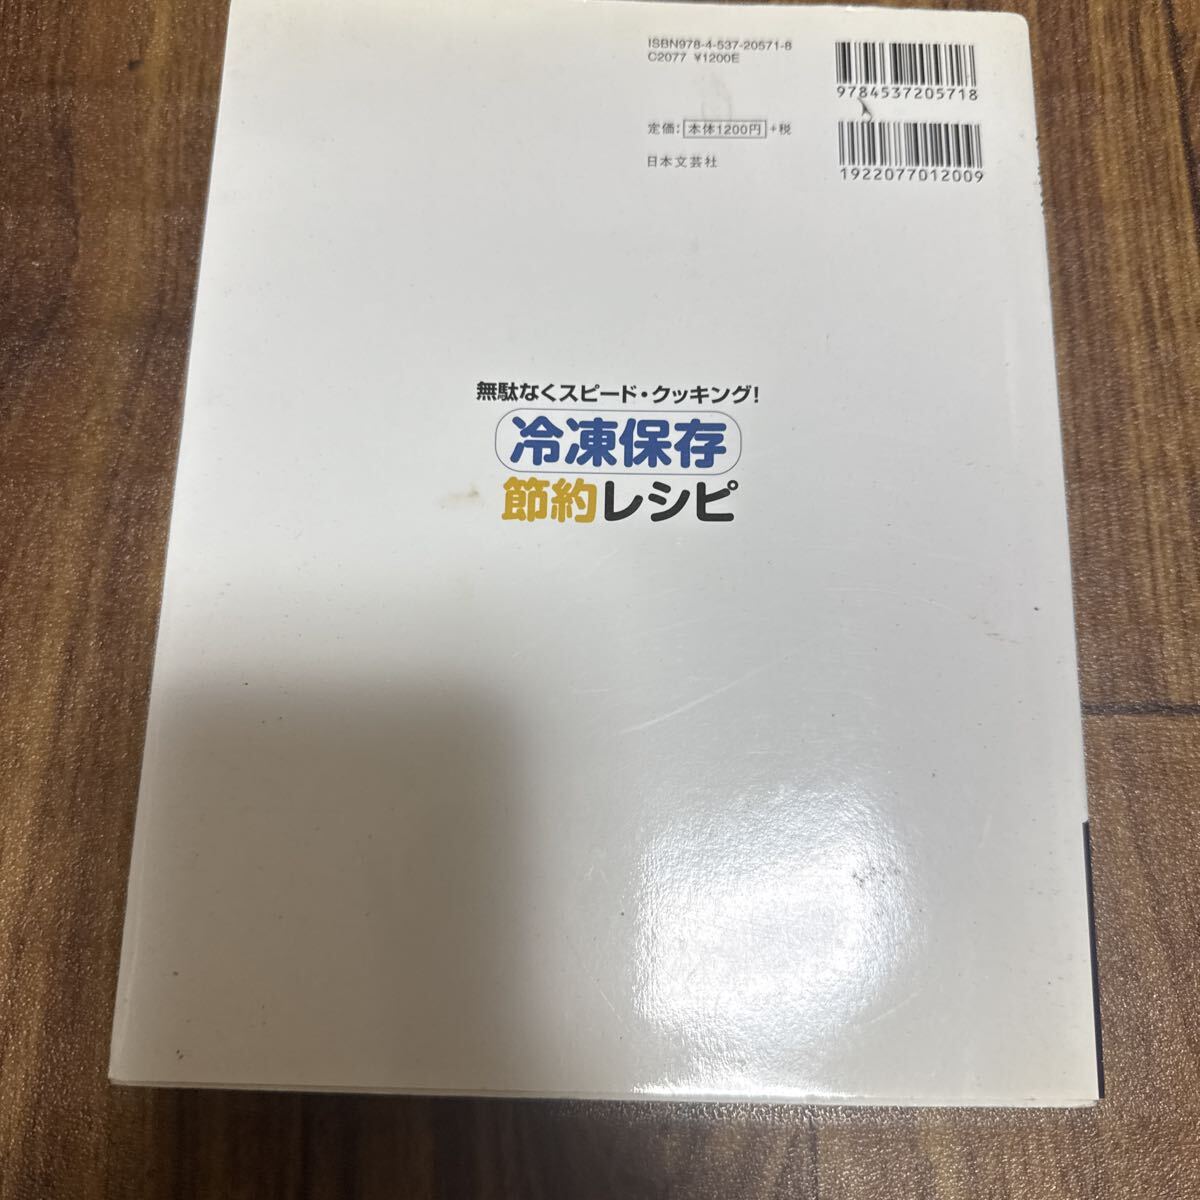 ISBN978-4-537-20571-8
C2077 ¥1200E
9784537205718
定価：本体1200円+税
日本文芸社
1922077012009
無駄なくスピード・クッキング!
冷凍保存
節約レシピ